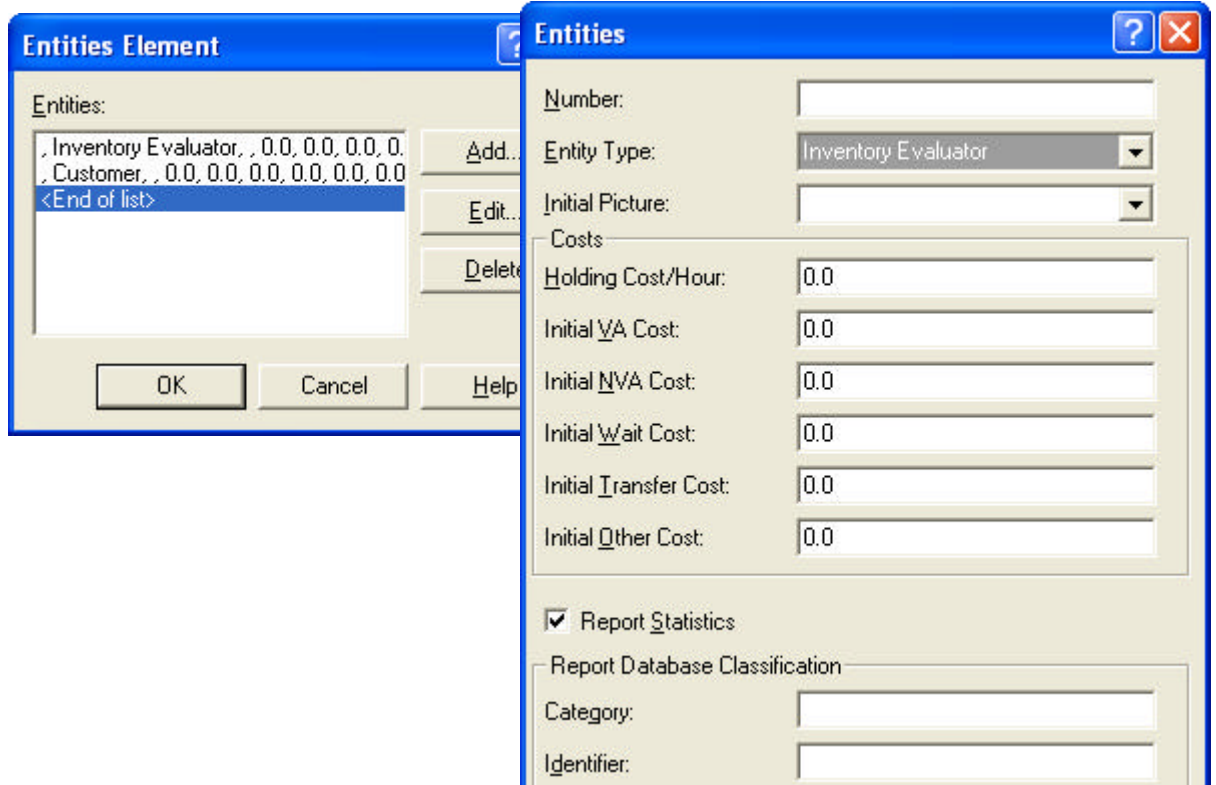 Entities Element
?
Entities:
, Inventory Evaluator, , 0.0, 0.0, 0.0, 0.
, Customer, , 0.0, 0.0, 0.0, 0.0, 0.0, 0.0
<End of list>
Add...
Edit...
Delete
OK
Cancel
Help
Entities
?
Number:
Entity Type:
Inventory Evaluator
Initial Picture:
Costs
Holding Cost/Hour:
0.0
Initial VA Cost:
0.0
Initial NVA Cost:
0.0
Initial Wait Cost:
0.0
Initial Transfer Cost:
0.0
Initial Other Cost:
0.0
Report Statistics
Report Database Classification
Category:
Identifier: